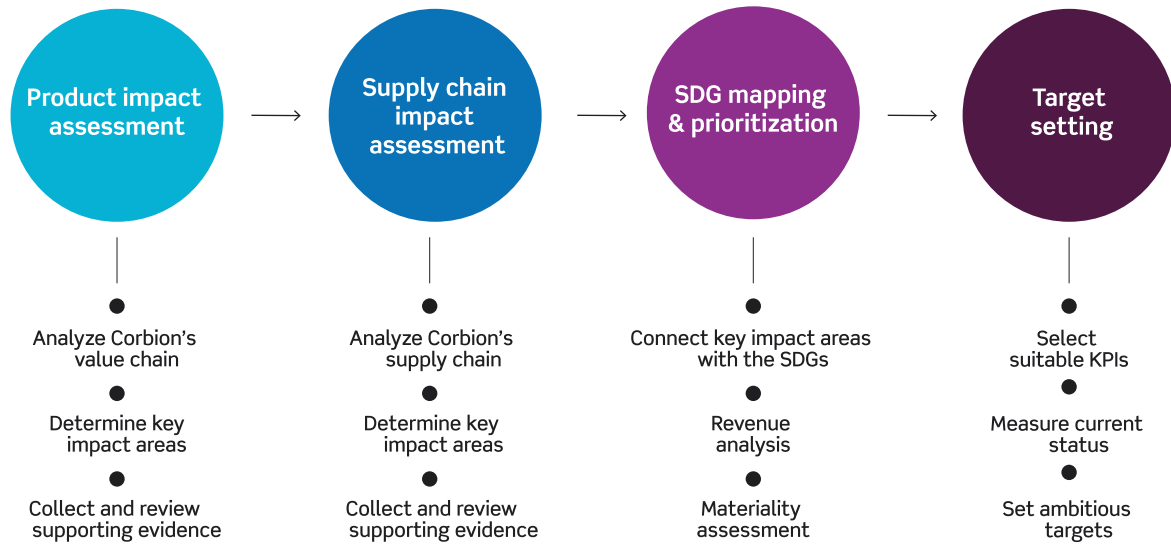 Product impact
assessment
Supply chain
impact
assessment
SDG mapping
& prioritization
Target
setting
Analyze Corbion's
value chain
Determine key
impact areas
Collect and review
supporting evidence
Analyze Corbion's
supply chain
Determine key
impact areas
Collect and review
supporting evidence
Connect key impact areas
with the SDGs
Revenue
analysis
Materiality
assessment
Select
suitable KPIs
Measure current
status
Set ambitious
targets